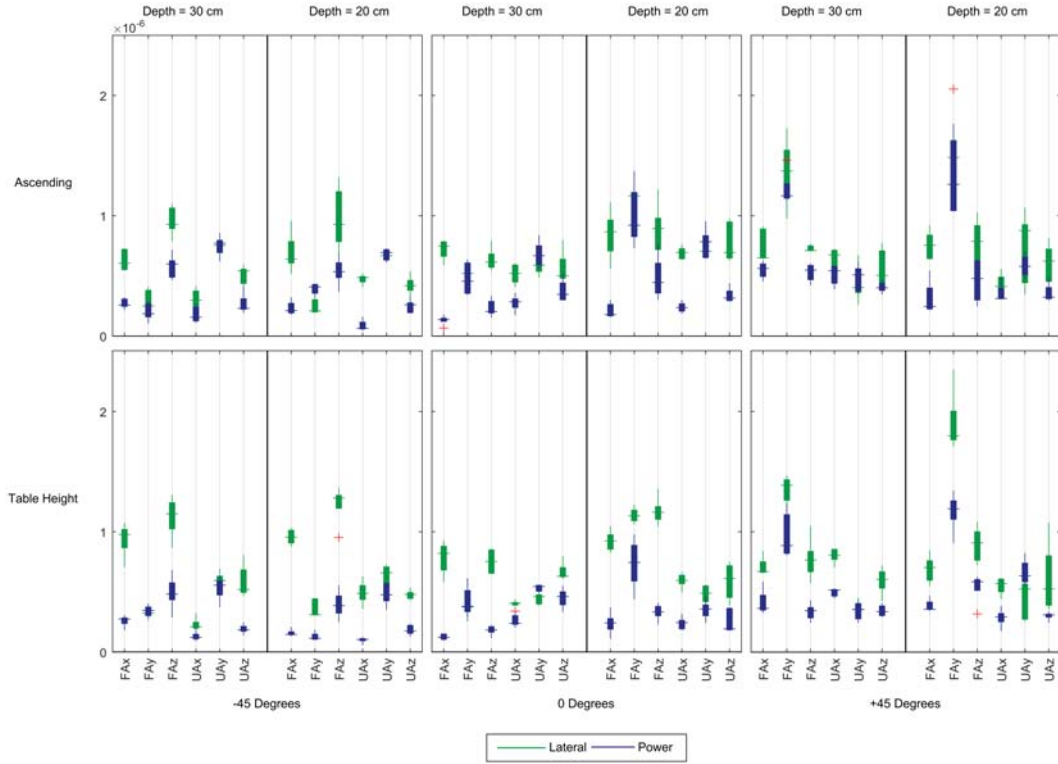 Depth = 30 cm Depth = 20 cm Depth = 30 cm Depth = 20 cm Depth = 30 cm Depth = 20 cm
×10⁻⁶
2
Ascending
1
0
2
Table Height
1
0
FAx FAy FAz UAx UAy UAz FAx FAy FAz UAx UAy UAz FAx FAy FAz UAx UAy UAz FAx FAy FAz UAx UAy UAz FAx FAy FAz UAx UAy UAz FAx FAy FAz UAx UAy UAz
-45 Degrees 0 Degrees +45 Degrees
Lateral Power